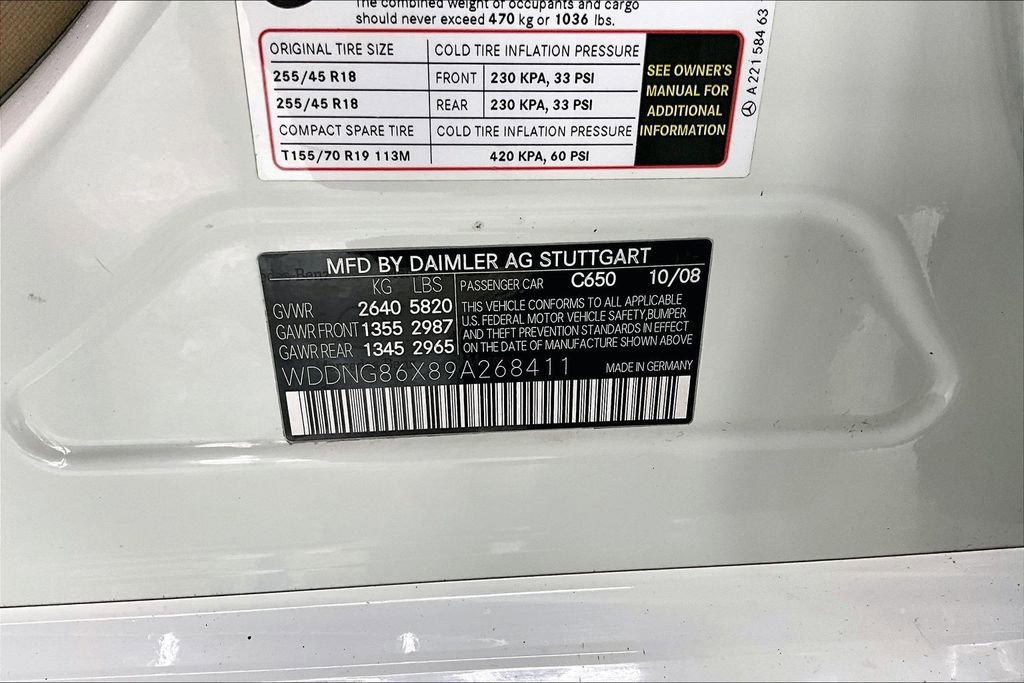 The combined weight of occupants and cargo
should never exceed 470 kg or 1036 lbs.
ORIGINAL TIRE SIZE COLD TIRE INFLATION PRESSURE
255/45 R18 FRONT 230 KPA, 33 PSI
255/45 R18 REAR 230 KPA, 33 PSI
COMPACT SPARE TIRE COLD TIRE INFLATION PRESSURE
T155/70 R19 113M 420 KPA, 60 PSI
SEE OWNER'S
MANUAL FOR
ADDITIONAL
INFORMATION
A 221 584 63
MFD BY DAIMLER AG STUTTGART
KG LBS
GVWR 2640 5820
GAWR FRONT 1355 2987
GAWR REAR 1345 2965
PASSENGER CAR C650 10/08
THIS VEHICLE CONFORMS TO ALL APPLICABLE
U.S. FEDERAL MOTOR VEHICLE SAFETY,BUMPER
AND THEFT PREVENTION STANDARDS IN EFFECT
ON THE DATE OF MANUFACTURE SHOWN ABOVE
WDDNG86X89A268411 MADE IN GERMANY